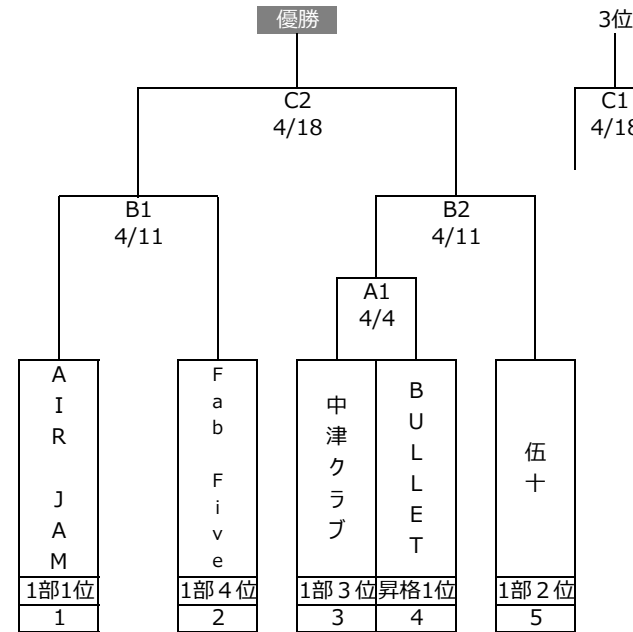 優勝
3位
C2
4/18
C1
4/18
B1
4/11
B2
4/11
A1
4/4
AIR JAM
Fab Five
中津クラブ
BULLET
伍十
1部1位
1部４位
1部３位
昇格1位
1部２位
1
2
3
4
5